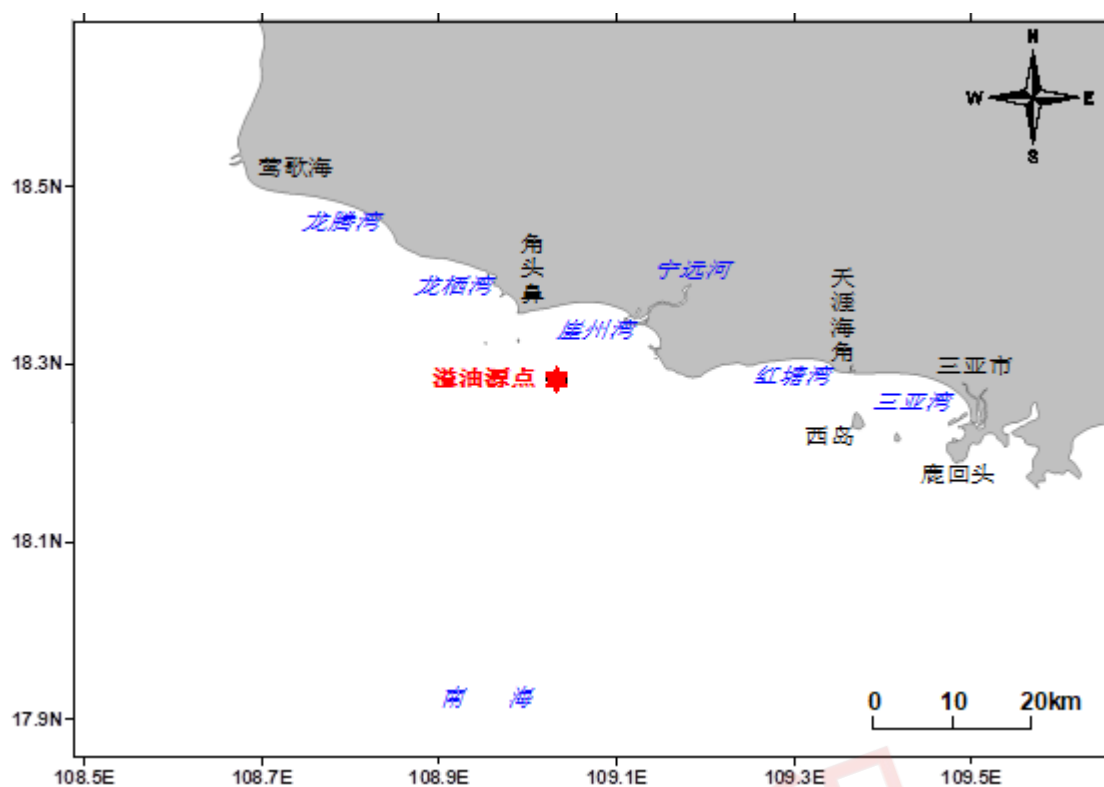 N
W E
S
莺歌海
18.5N
龙腾湾
角头鼻
宁远河
天涯海角
龙栖湾
崖州湾
18.3N
溢油源点
红塘湾
三亚市
三亚湾
西岛
鹿回头
18.1N
南 海
0 10 20km
17.9N
108.5E 108.7E 108.9E 109.1E 109.3E 109.5E